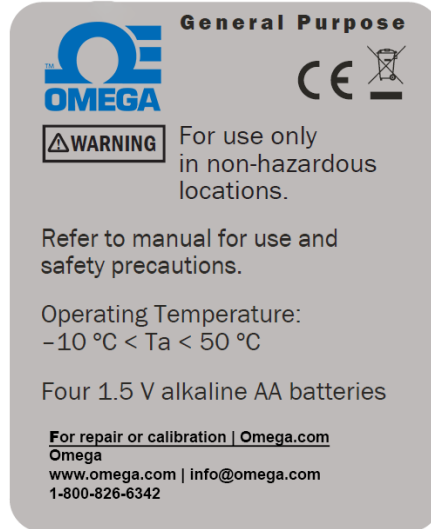 General Purpose
TM
OMEGA
CE
⚠WARNING
For use only
in non-hazardous
locations.
Refer to manual for use and
safety precautions.
Operating Temperature:
–10 °C < Ta < 50 °C
Four 1.5 V alkaline AA batteries
For repair or calibration | Omega.com
Omega
www.omega.com | info@omega.com
1-800-826-6342